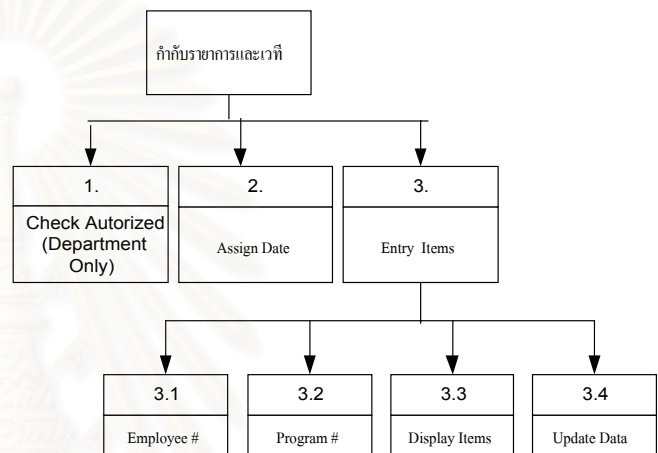 กำกับรายการและเวที
1.
Check Autorized
(Department
Only)
2.
Assign Date
3.
Entry Items
3.1
Employee #
3.2
Program #
3.3
Display Items
3.4
Update Data